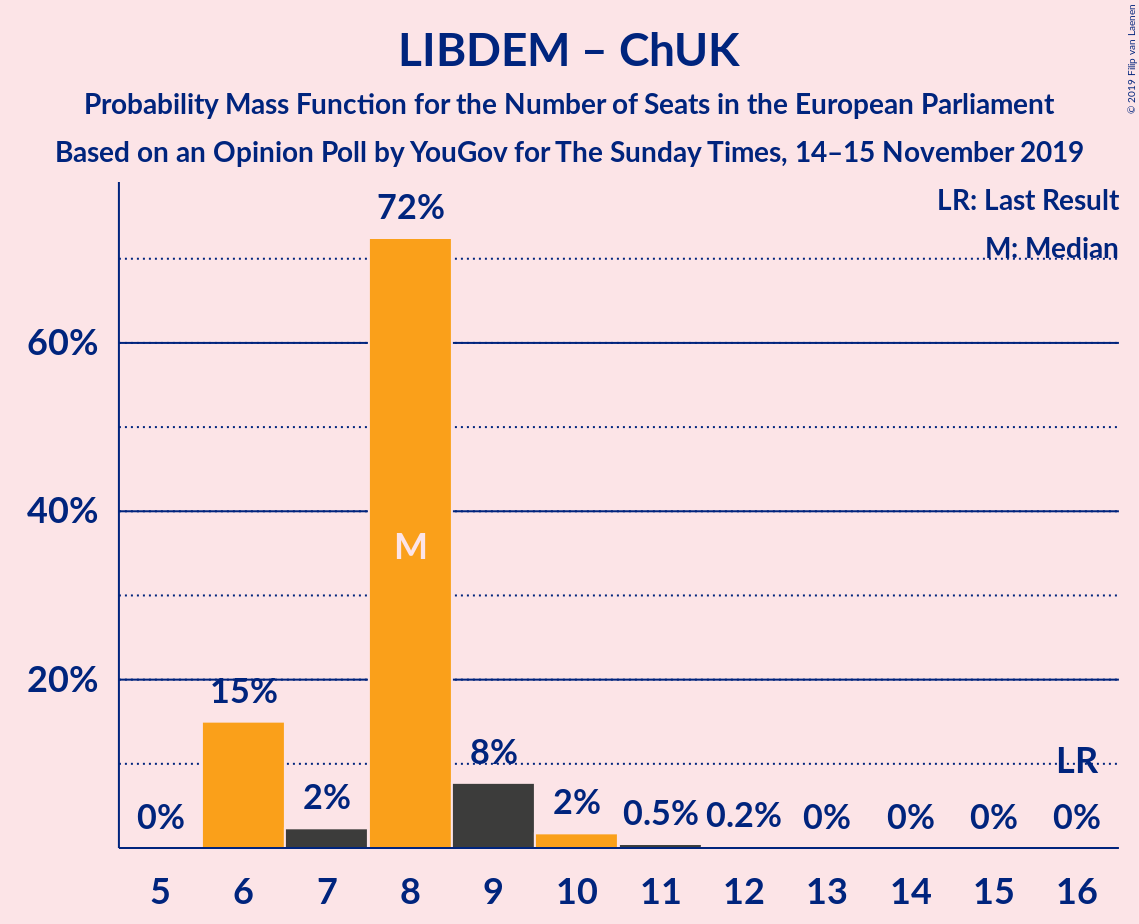 LIBDEM – ChUK
Probability Mass Function for the Number of Seats in the European Parliament
Based on an Opinion Poll by YouGov for The Sunday Times, 14–15 November 2019
© 2019 Filip van Laenen
LR: Last Result
M: Median
60%
40%
20%
0%
15%
2%
72%
M
8%
2%
0.5%
0.2%
0%
0%
0%
LR
0%
5 6 7 8 9 10 11 12 13 14 15 16